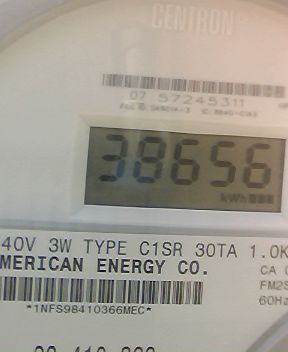 CENTRON
07 57245311
38656
kWh
40V 3W TYPE C1SR 30TA 1.0K
MERICAN ENERGY CO.
CA
FM2S
60Hz
*1NFS98410366MEC*